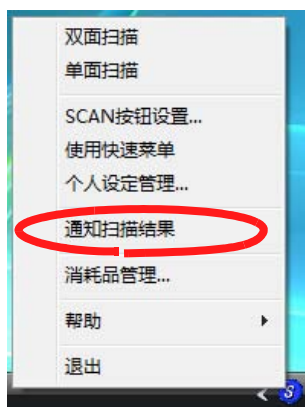 双面扫描
单面扫描
SCAN按钮设置...
使用快速菜单
个人设定管理...
通知扫描结果
消耗品管理...
帮助
退出
S